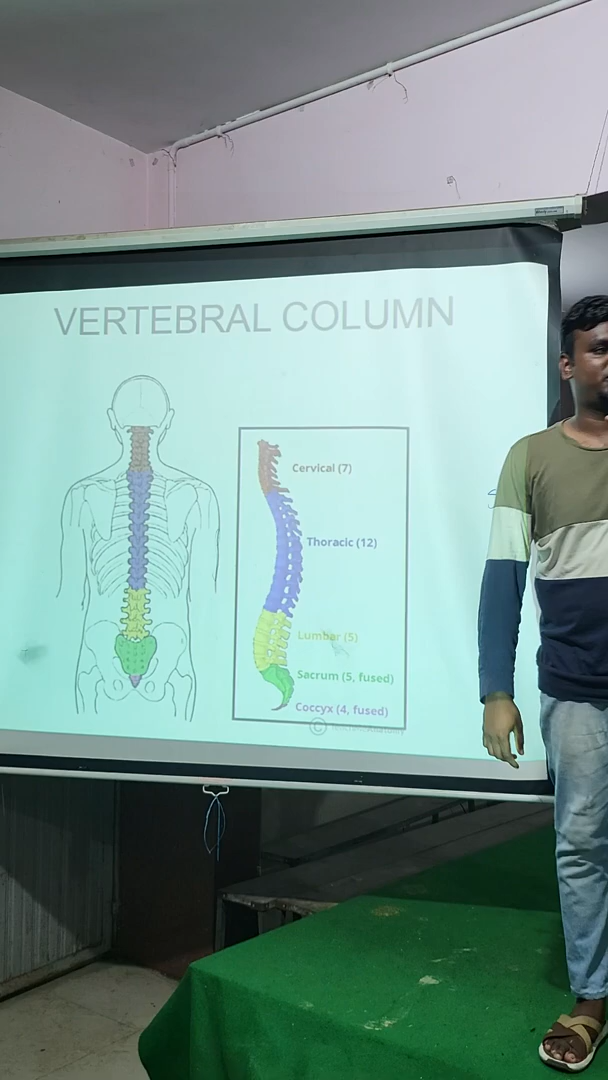 VERTEBRAL COLUMN
Cervical (7)
Thoracic (12)
Lumbar (5)
Sacrum (5, fused)
Coccyx (4, fused)
©